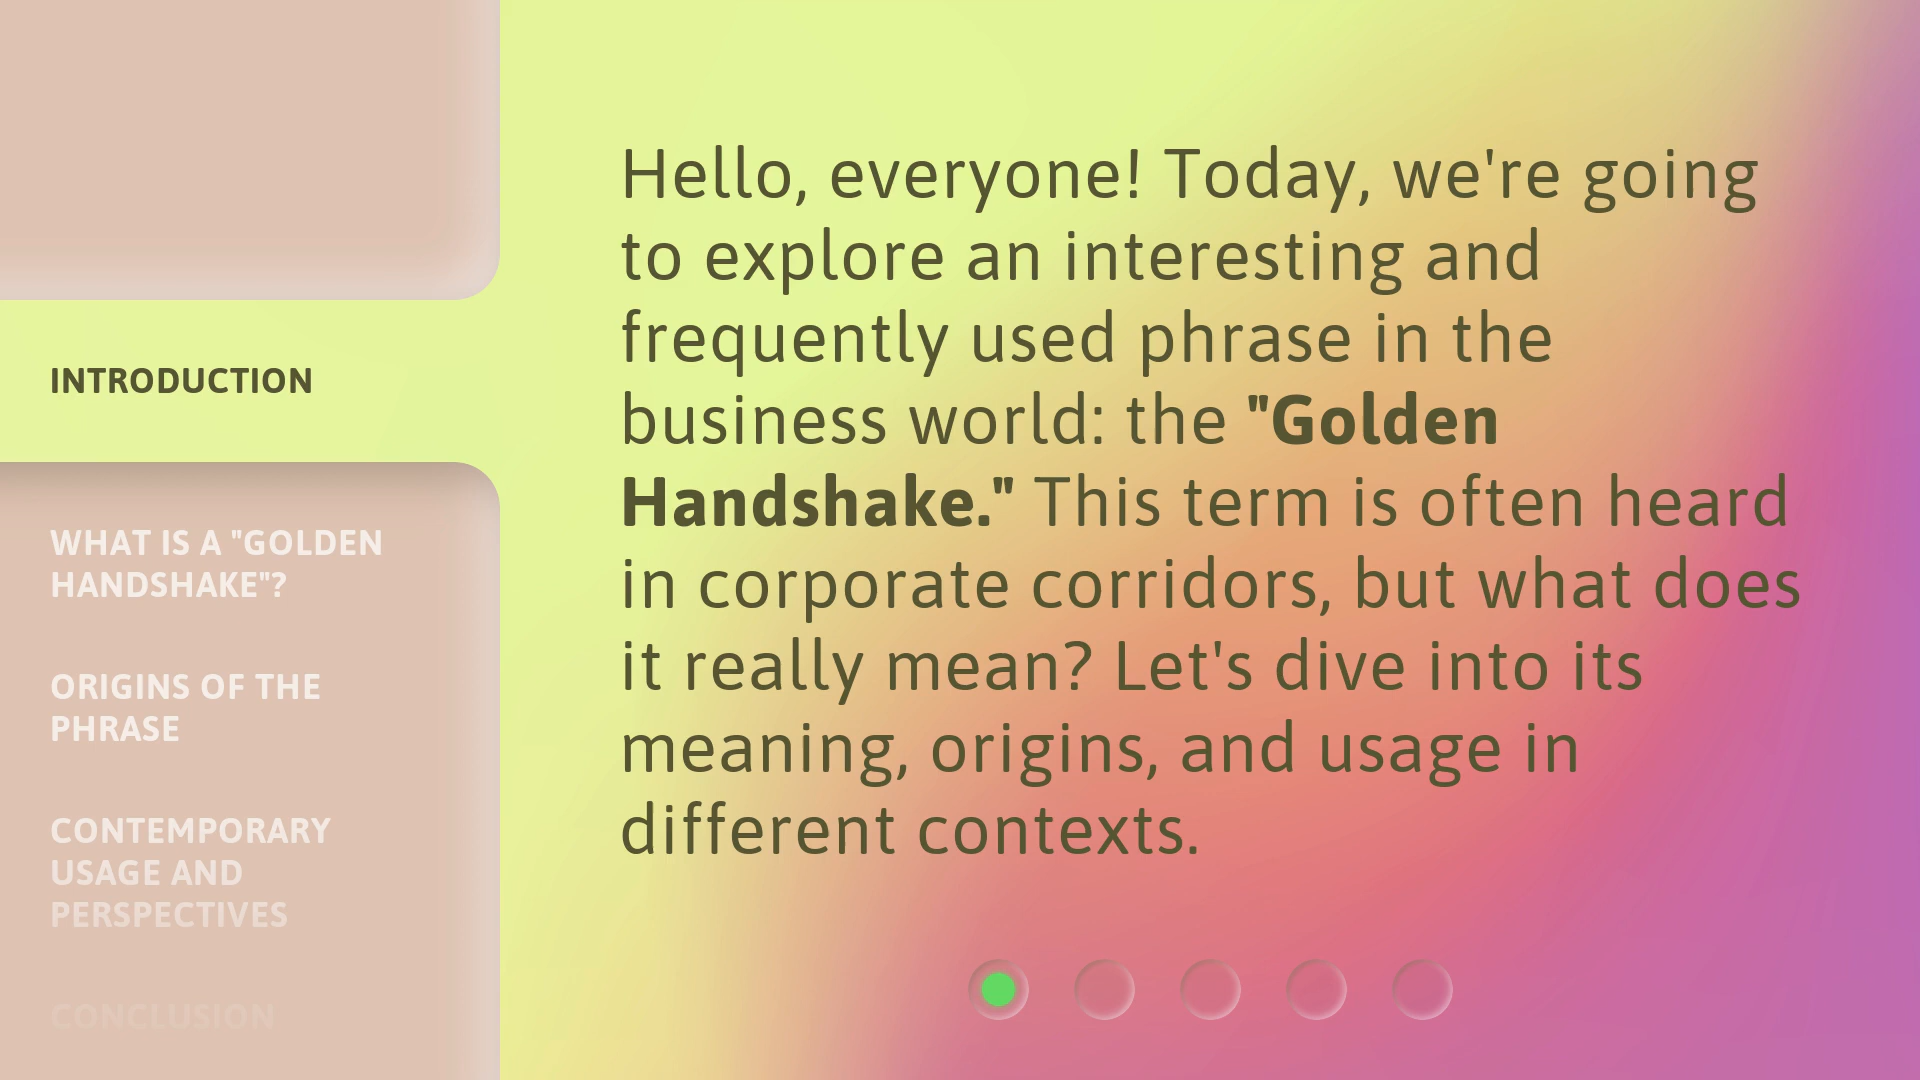 INTRODUCTION
WHAT IS A "GOLDEN
HANDSHAKE"?
ORIGINS OF THE
PHRASE
CONTEMPORARY
USAGE AND
PERSPECTIVES
CONCLUSION
Hello, everyone! Today, we're going
to explore an interesting and
frequently used phrase in the
business world: the "Golden
Handshake." This term is often heard
in corporate corridors, but what does
it really mean? Let's dive into its
meaning, origins, and usage in
different contexts.